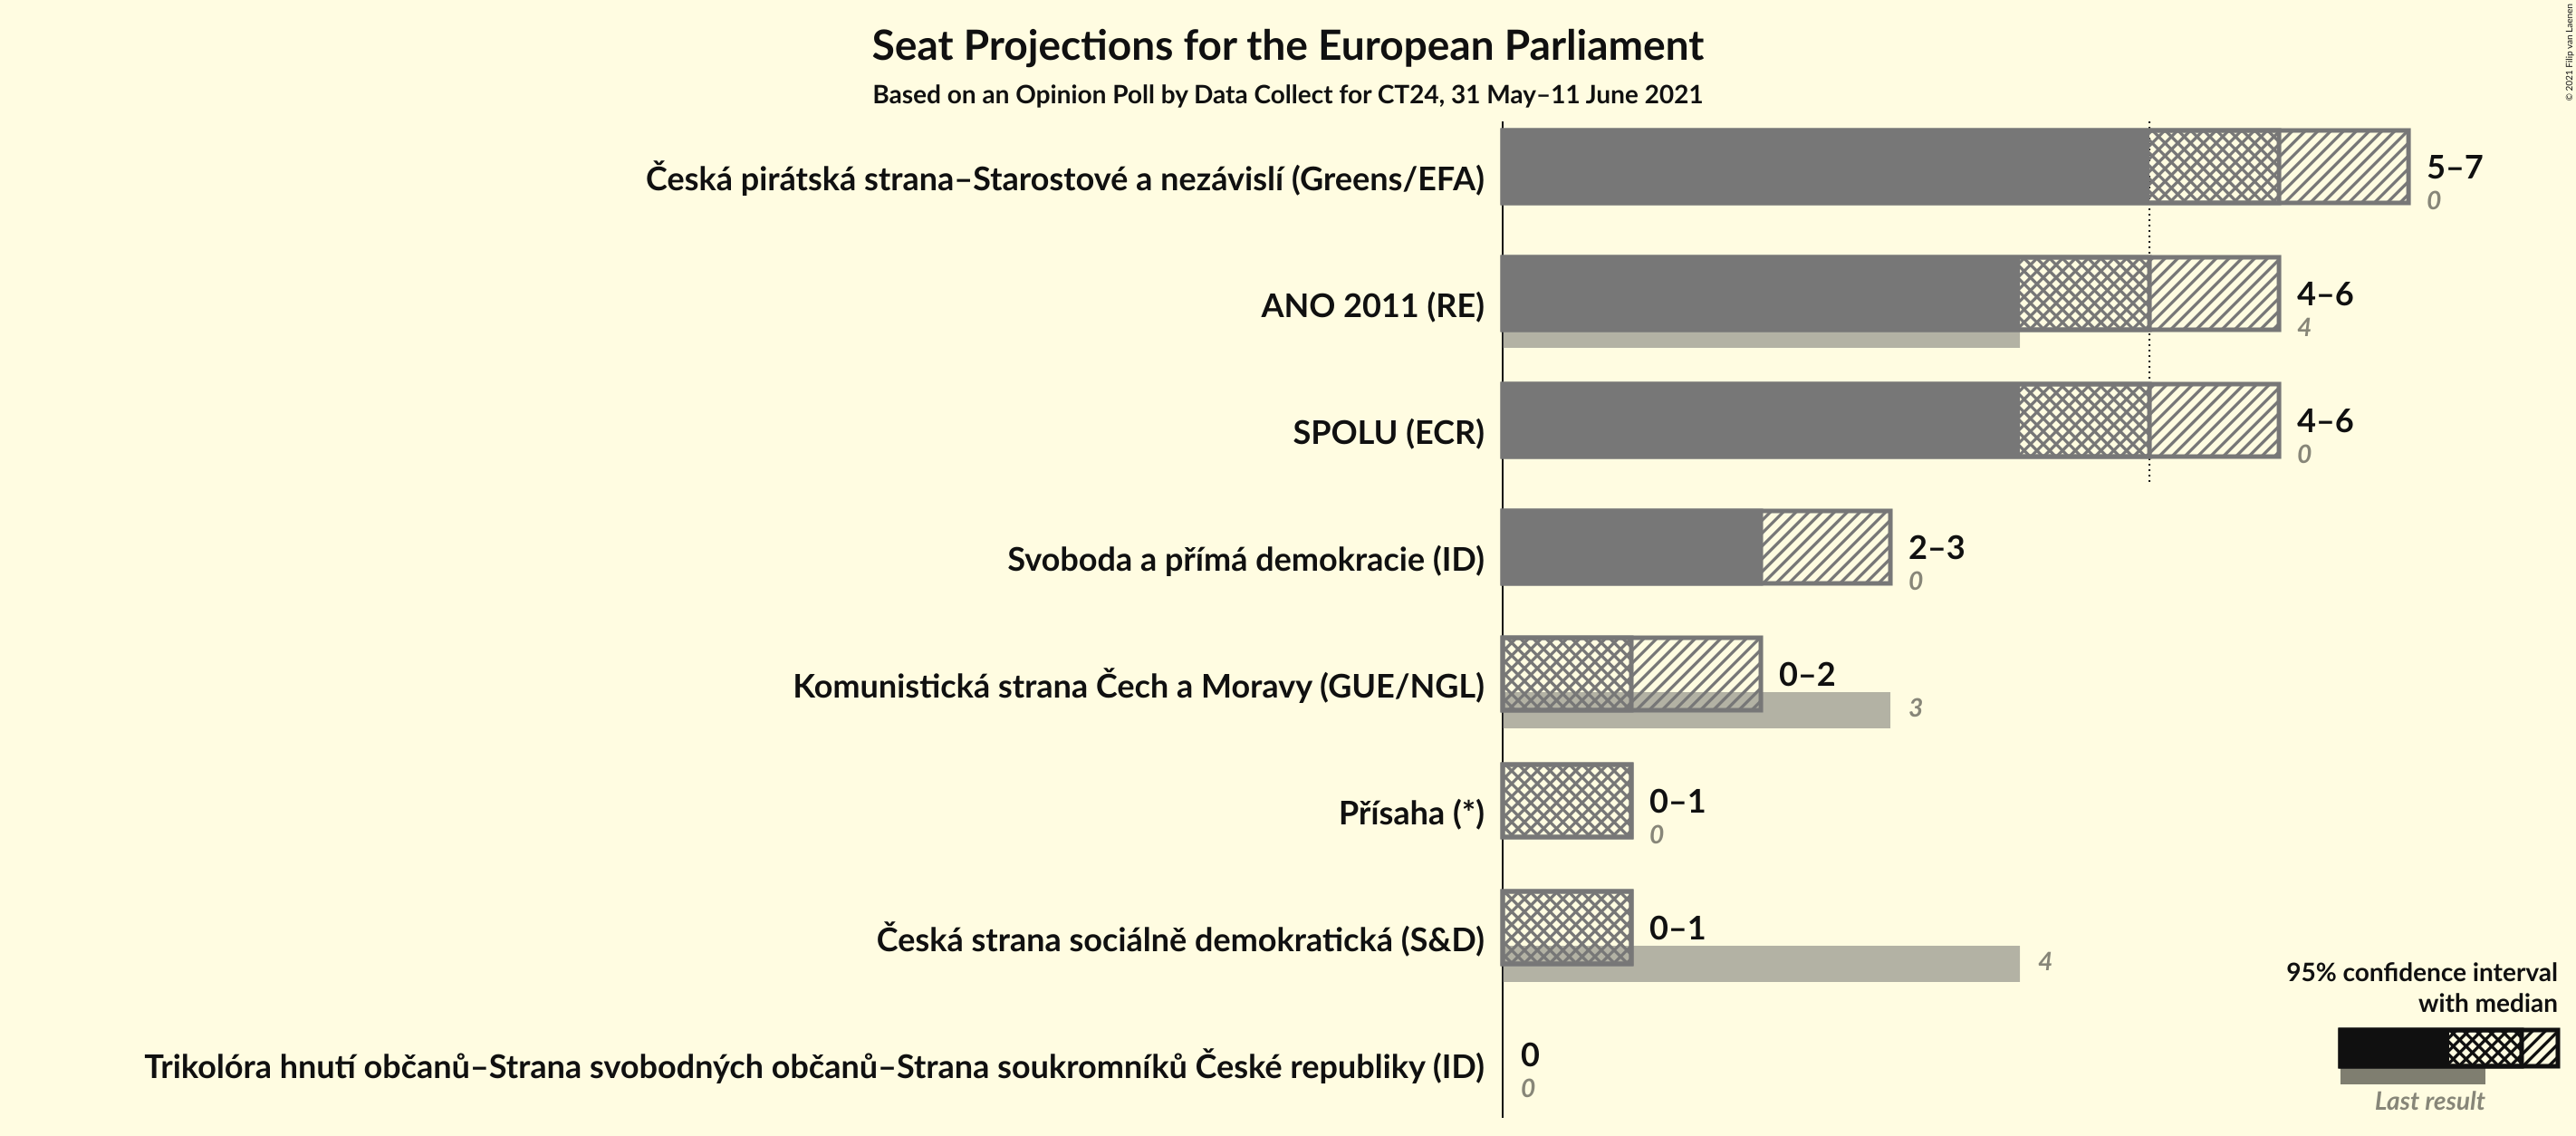 Seat Projections for the European Parliament
Based on an Opinion Poll by Data Collect for CT24, 31 May–11 June 2021
© 2021 Filip van Laenen
Česká pirátská strana–Starostové a nezávislí (Greens/EFA)
5–7
0
ANO 2011 (RE)
4–6
4
SPOLU (ECR)
4–6
0
Svoboda a přímá demokracie (ID)
2–3
0
Komunistická strana Čech a Moravy (GUE/NGL)
0–2
3
Přísaha (*)
0–1
0
Česká strana sociálně demokratická (S&D)
0–1
4
Trikolóra hnutí občanů–Strana svobodných občanů–Strana soukromníků České republiky (ID)
0
0
95% confidence interval
with median
Last result